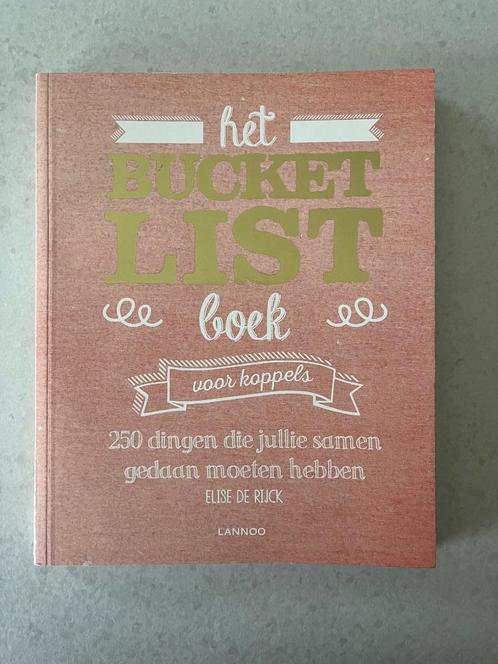 het
BUCKET
LIST
boek
voor koppels
250 dingen die jullie samen
gedaan moeten hebben
ELISE DE RIJCK
LANNOO